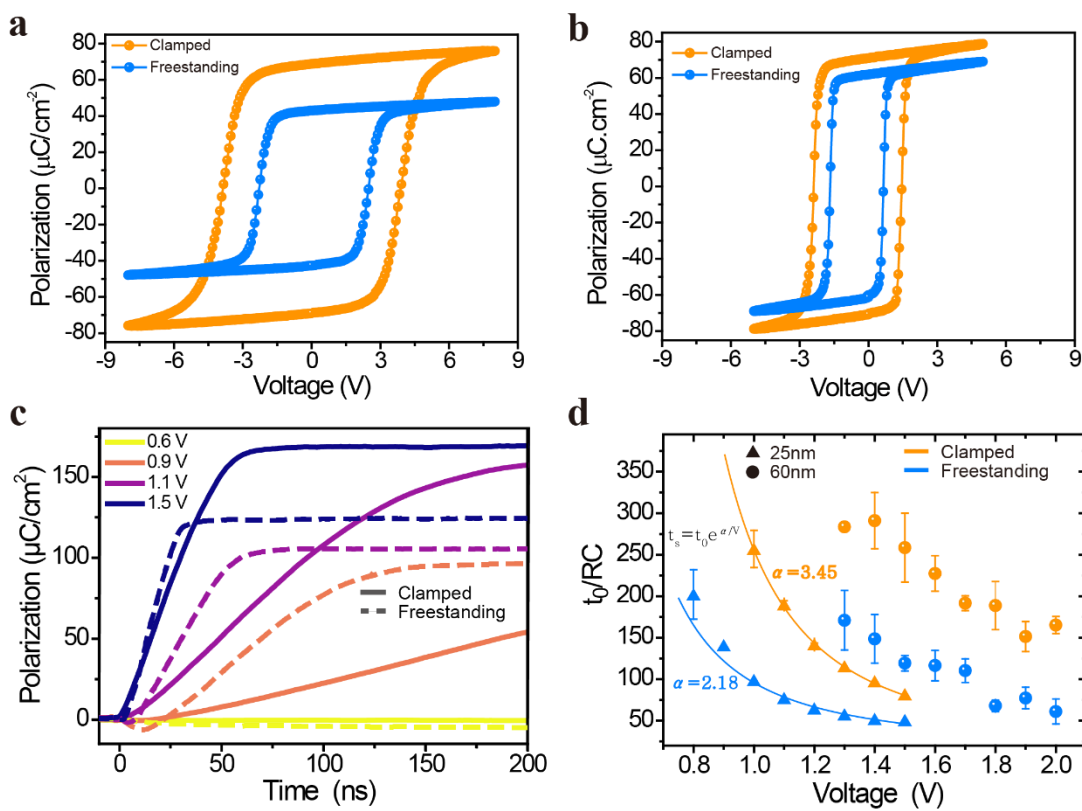 a
Clamped
Freestanding
80
60
40
20
0
-20
-40
-60
-80
-9
-6
-3
0
3
6
9
Polarization (μC/cm⁻²)
Voltage (V)
b
Clamped
Freestanding
80
60
40
20
0
-20
-40
-60
-80
-9
-6
-3
0
3
6
9
Polarization (μC.cm⁻²)
Voltage (V)
c
0.6 V
0.9 V
1.1 V
1.5 V
Clamped
Freestanding
150
100
50
0
0
50
100
150
200
Polarization (μC/cm²)
Time (ns)
d
25nm
60nm
Clamped
Freestanding
tₛ=t₀e^α/V
α=3.45
α=2.18
350
300
250
200
150
100
50
0.8
1.0
1.2
1.4
1.6
1.8
2.0
t₀/RC
Voltage (V)